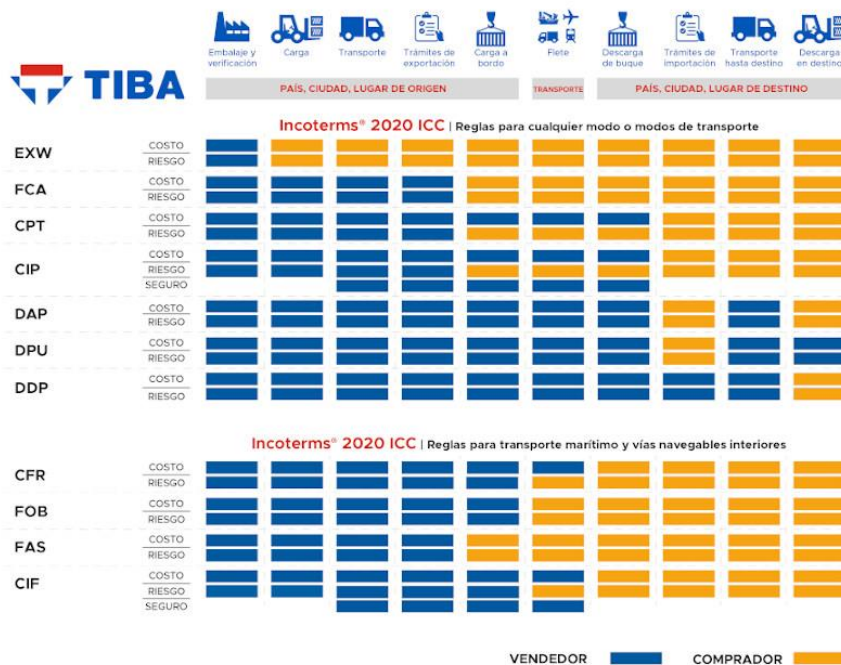 Embalaje y verificación
Carga
Transporte
Trámites de exportación
Carga a bordo
Flete
Descarga de buque
Trámites de importación
Transporte hasta destino
Descarga en destino
TIBA
PAÍS, CIUDAD, LUGAR DE ORIGEN
TRANSPORTE
PAÍS, CIUDAD, LUGAR DE DESTINO
Incoterms® 2020 ICC | Reglas para cualquier modo o modos de transporte
EXW
COSTO
RIESGO
FCA
COSTO
RIESGO
CPT
COSTO
RIESGO
CIP
COSTO
RIESGO
SEGURO
DAP
COSTO
RIESGO
DPU
COSTO
RIESGO
DDP
COSTO
RIESGO
Incoterms® 2020 ICC | Reglas para transporte marítimo y vías navegables interiores
CFR
COSTO
RIESGO
FOB
COSTO
RIESGO
FAS
COSTO
RIESGO
CIF
COSTO
RIESGO
SEGURO
VENDEDOR
COMPRADOR